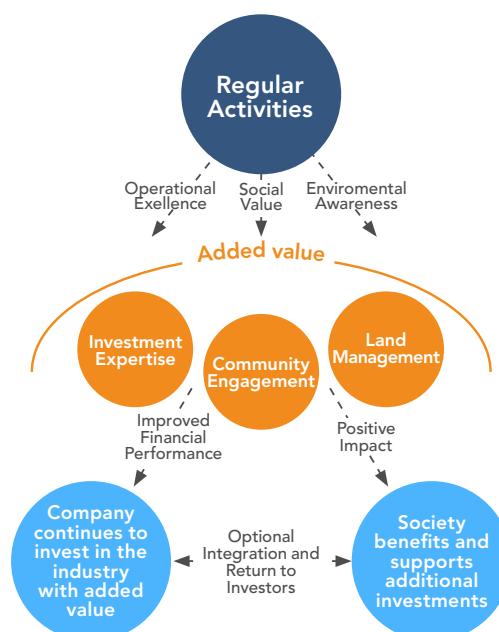 Regular
Activities
Operational
Exellence
Social
Value
Enviromental
Awareness
Added value
Investment
Expertise
Community
Engagement
Land
Management
Improved
Financial
Performance
Positive
Impact
Company
continues to
invest in the
industry
with added
value
Optional
Integration and
Return to
Investors
Society
benefits and
supports
additional
investments